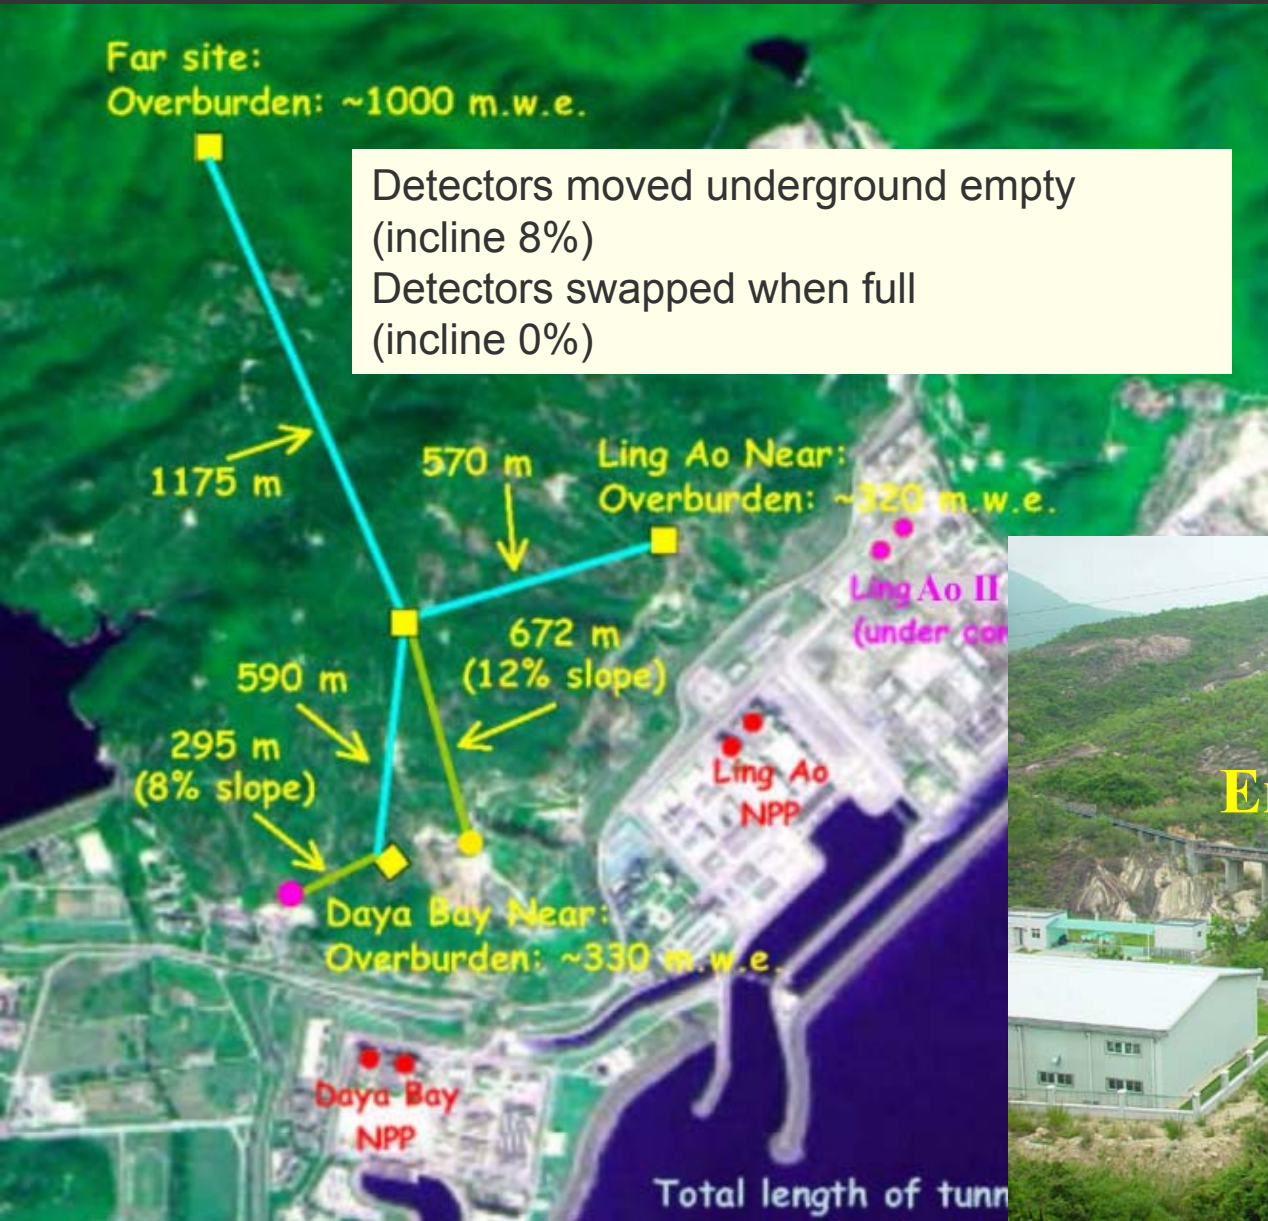 Far site:
Overburden: ~1000 m.w.e.
Detectors moved underground empty
(incline 8%)
Detectors swapped when full
(incline 0%)
1175 m
570 m
Ling Ao Near:
Overburden: ~320 m.w.e.
Ling Ao II
(under
672 m
(12% slope)
590 m
295 m
(8% slope)
Ling Ao
NPP
Daya Bay Near:
Overburden: ~330 m.w.e.
Daya Bay
NPP
Total length of